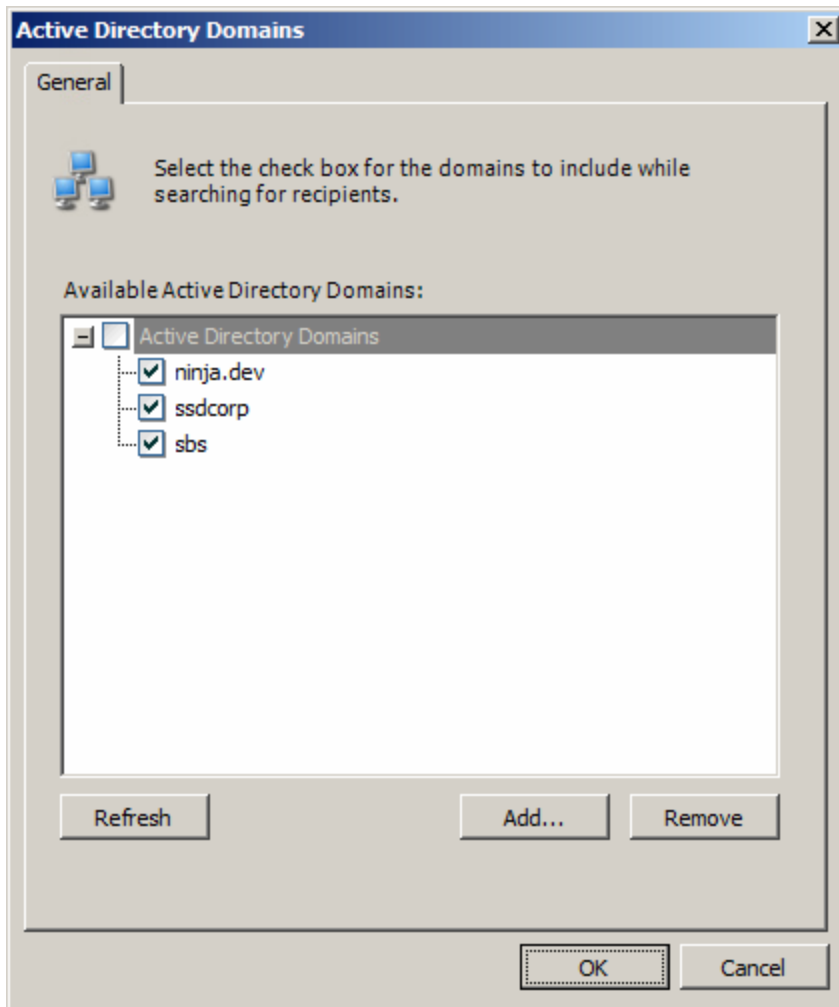 Active Directory Domains
General
Select the check box for the domains to include while
searching for recipients.
Available Active Directory Domains:
Active Directory Domains
ninja.dev
ssdcorp
sbs
Refresh Add... Remove
OK Cancel